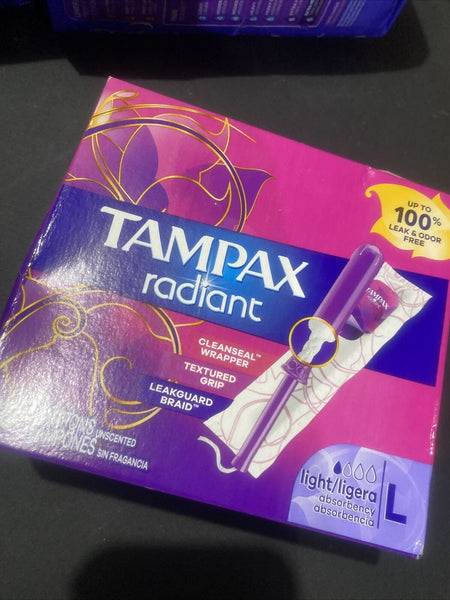 UP TO
100%
LEAK & ODOR
FREE
TAMPAX
radiant
TAMPAX
CLEANSEAL™
WRAPPER
TEXTURED
GRIP
LEAKGUARD
BRAID™
UNSCENTED
SIN FRAGANCIA
light/ligera
absorbency
absorbencia
L